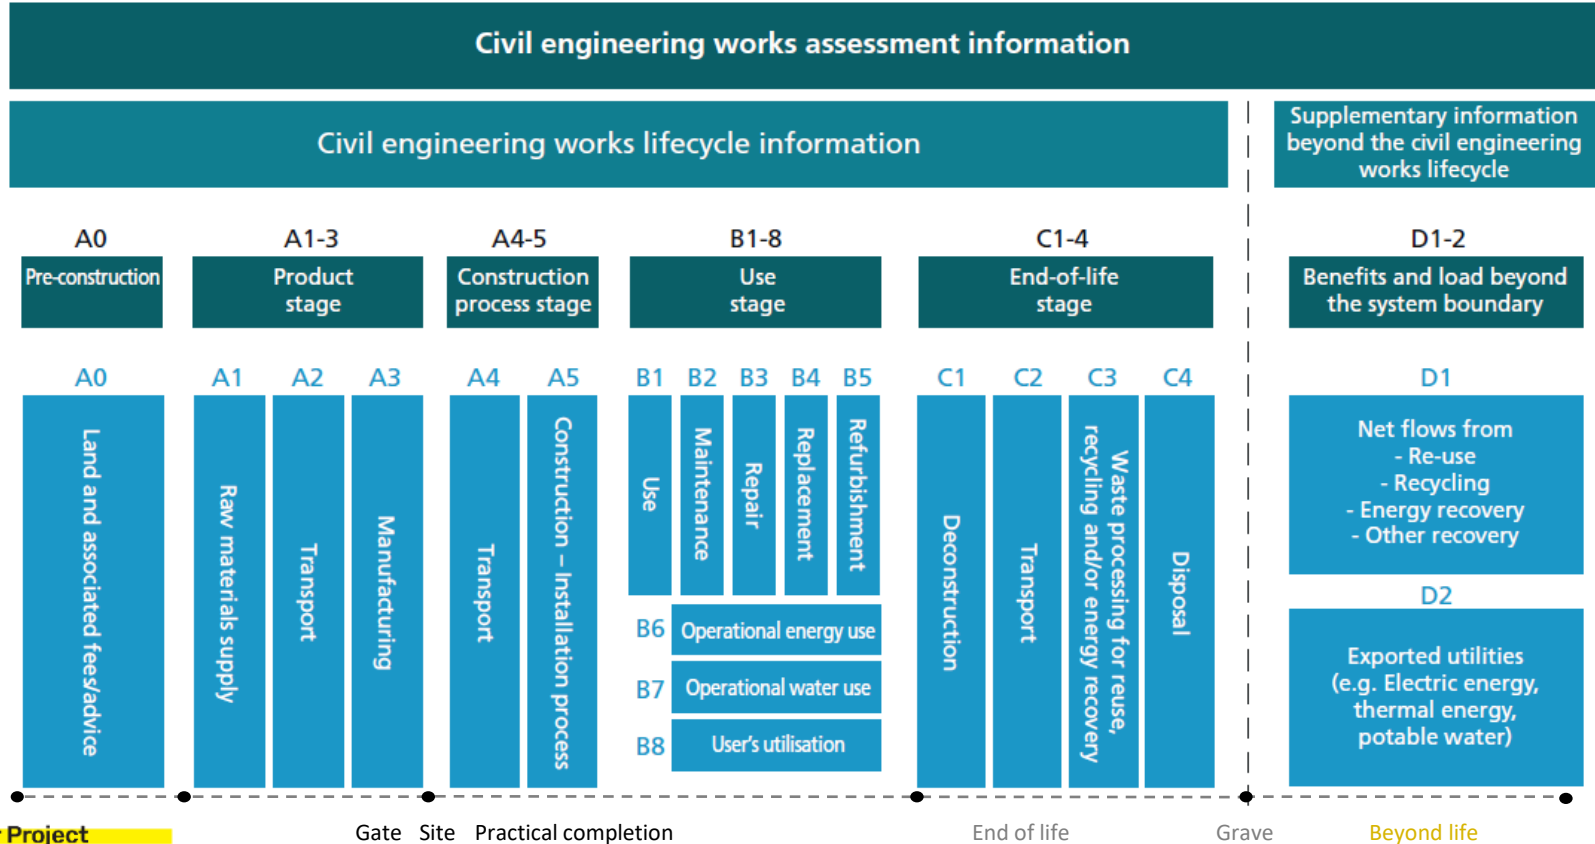 Civil engineering works assessment information
Civil engineering works lifecycle information
Supplementary information
beyond the civil engineering
works lifecycle
A0
Pre-construction
A1-3
Product
stage
A4-5
Construction
process stage
B1-8
Use
stage
C1-4
End-of-life
stage
D1-2
Benefits and load beyond
the system boundary
A0
Land and associated fees/advice
A1
Raw materials supply
A2
Transport
A3
Manufacturing
A4
Transport
A5
Construction – Installation process
B1
Use
B2
Maintenance
B3
Repair
B4
Replacement
B5
Refurbishment
B6
Operational energy use
B7
Operational water use
B8
User's utilisation
C1
Deconstruction
C2
Transport
C3
Waste processing for reuse,
recycling and/or energy recovery
C4
Disposal
D1
Net flows from
- Re-use
- Recycling
- Energy recovery
- Other recovery
D2
Exported utilities
(e.g. Electric energy,
thermal energy,
potable water)
Project
Gate
Site
Practical completion
End of life
Grave
Beyond life